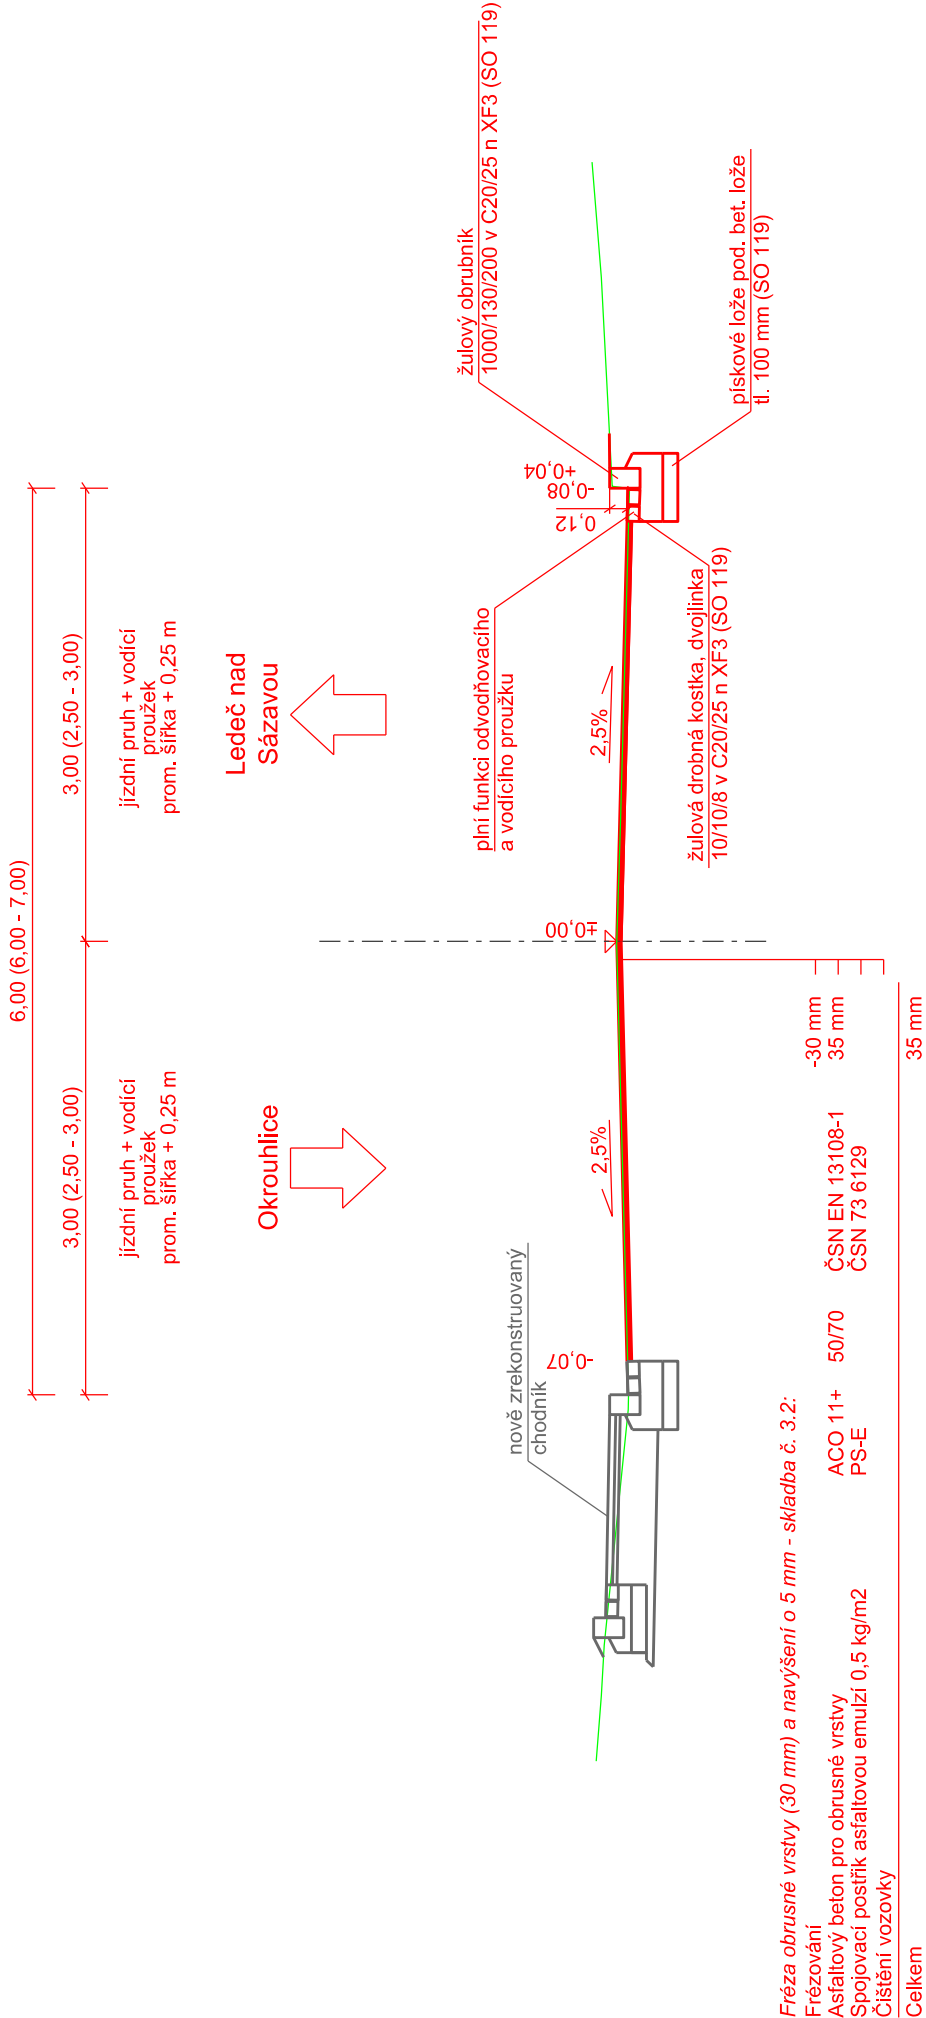 6,00 (6,00 - 7,00)
3,00 (2,50 - 3,00)
3,00 (2,50 - 3,00)
jízdní pruh + vodící
proužek
prom. šířka + 0,25 m
jízdní pruh + vodící
proužek
prom. šířka + 0,25 m
Okrouhlice
Ledeč nad
Sázavou
žulový obrubník
1000/130/200 v C20/25 n XF3 (SO 119)
plní funkci odvodňovacího
a vodícího proužku
nově zrekonstruovaný
chodník
-0,07
±0,00
0,12
-0,08
+0,04
2,5%
2,5%
žulová drobná kostka, dvojlinka
10/10/8 v C20/25 n XF3 (SO 119)
pískové lože pod. bet. lože
tl. 100 mm (SO 119)
Fréza obrusné vrstvy (30 mm) a navýšení o 5 mm - skladba č. 3.2:
Frézování -30 mm
Asfaltový beton pro obrusné vrstvy ACO 11+ 50/70 ČSN EN 13108-1 35 mm
Spojovací postřik asfaltovou emulzí 0,5 kg/m2 PS-E ČSN 73 6129
Čištění vozovky
Celkem 35 mm